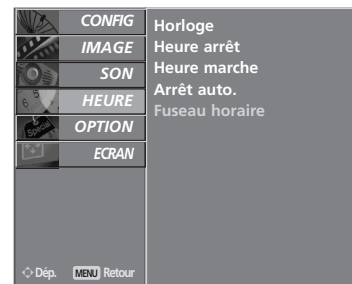 CONFIG
IMAGE
SON
HEURE
OPTION
ECRAN
Horloge
Heure arrêt
Heure marche
Arrêt auto.
Fuseau horaire
Dép. MENU Retour